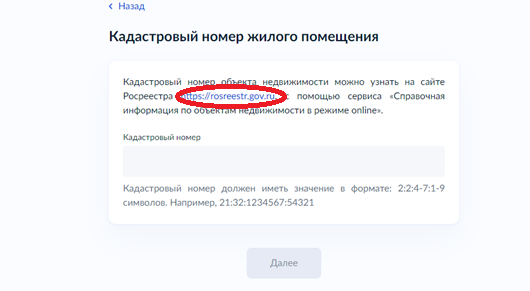 Назад
Кадастровый номер жилого помещения
Кадастровый номер объекта недвижимости можно узнать на сайте
Росреестра https://rosreestr.gov.ru, с помощью сервиса «Справочная
информация по объектам недвижимости в режиме online».
Кадастровый номер
Кадастровый номер должен иметь значение в формате: 2:2:4-7:1-9
символов. Например, 21:32:1234567:54321
Далее